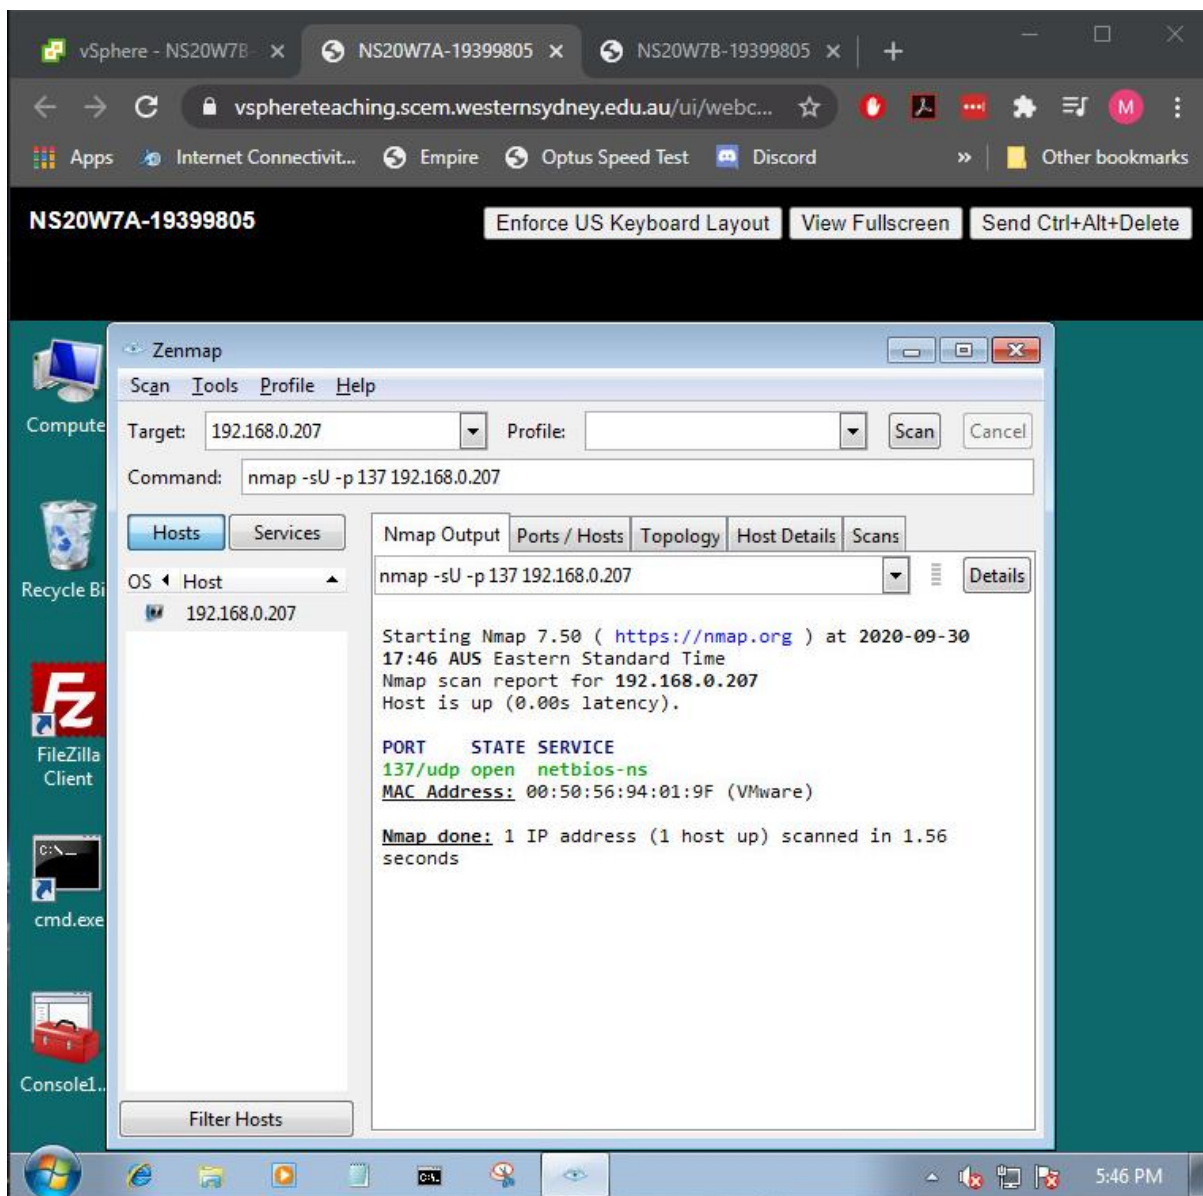 vSphere - NS20W7B- NS20W7A-19399805 NS20W7B-19399805
vsphereteaching.scem.westernsydney.edu.au/ui/webc... M
Apps Internet Connectivit... Empire Optus Speed Test Discord » Other bookmarks
NS20W7A-19399805 Enforce US Keyboard Layout View Fullscreen Send Ctrl+Alt+Delete
Zenmap
Scan Tools Profile Help
Compute
Target: 192.168.0.207 Profile: Scan Cancel
Command: nmap -sU -p 137 192.168.0.207
Hosts Services Nmap Output Ports / Hosts Topology Host Details Scans
nmap -sU -p 137 192.168.0.207 Details
Recycle Bi
OS Host
192.168.0.207
Starting Nmap 7.50 ( https://nmap.org ) at 2020-09-30
17:46 AUS Eastern Standard Time
Nmap scan report for 192.168.0.207
Host is up (0.00s latency).
PORT STATE SERVICE
137/udp open netbios-ns
MAC Address: 00:50:56:94:01:9F (VMware)
Nmap done: 1 IP address (1 host up) scanned in 1.56
seconds
Fz
FileZilla
Client
C:\_
cmd.exe
Console1..
Filter Hosts
C:\.
5:46 PM